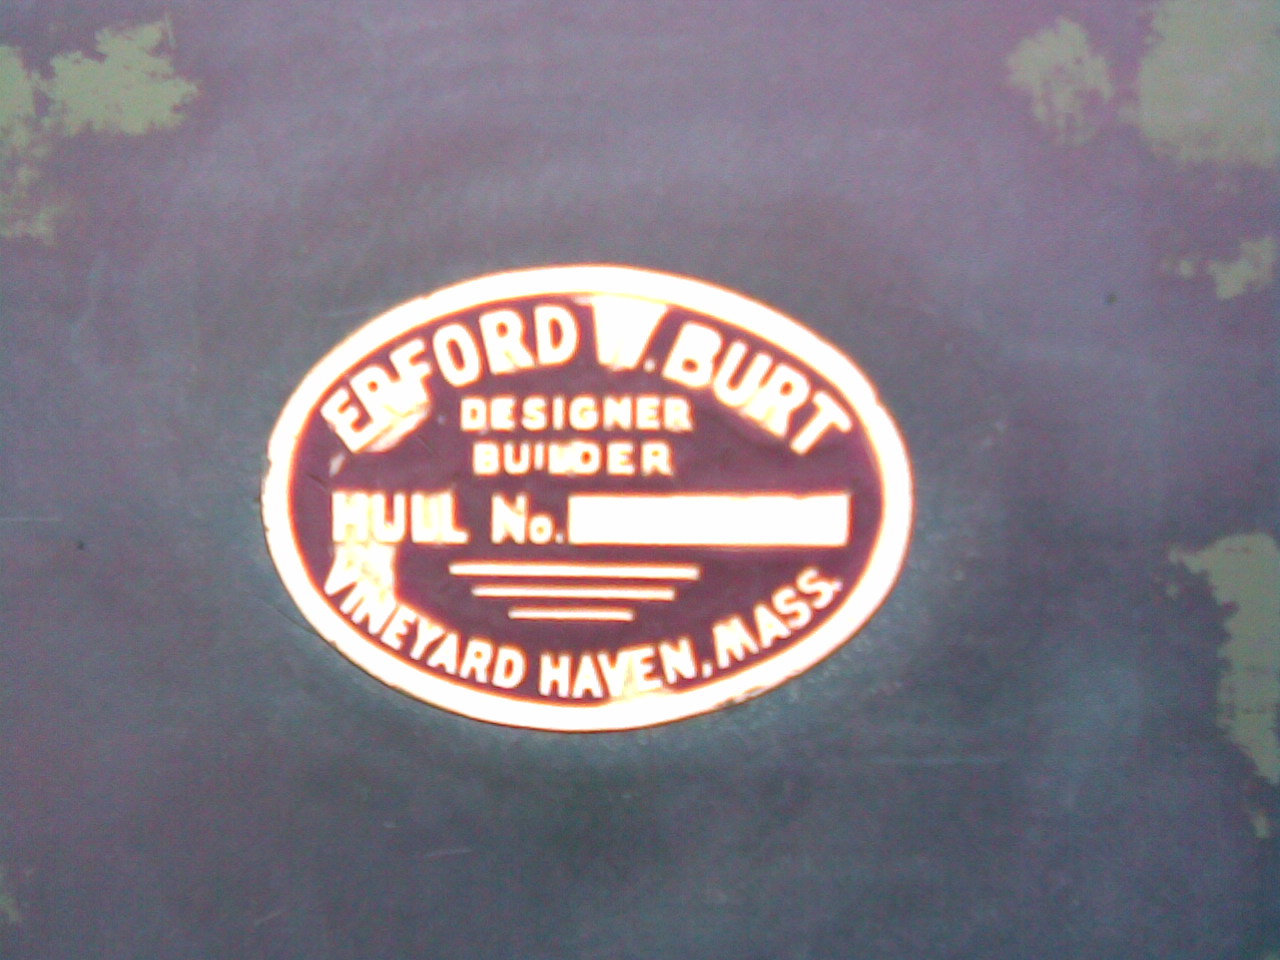 ERFORD W. BURT
DESIGNER
BUILDER
HULL No.
VINEYARD HAVEN, MASS.